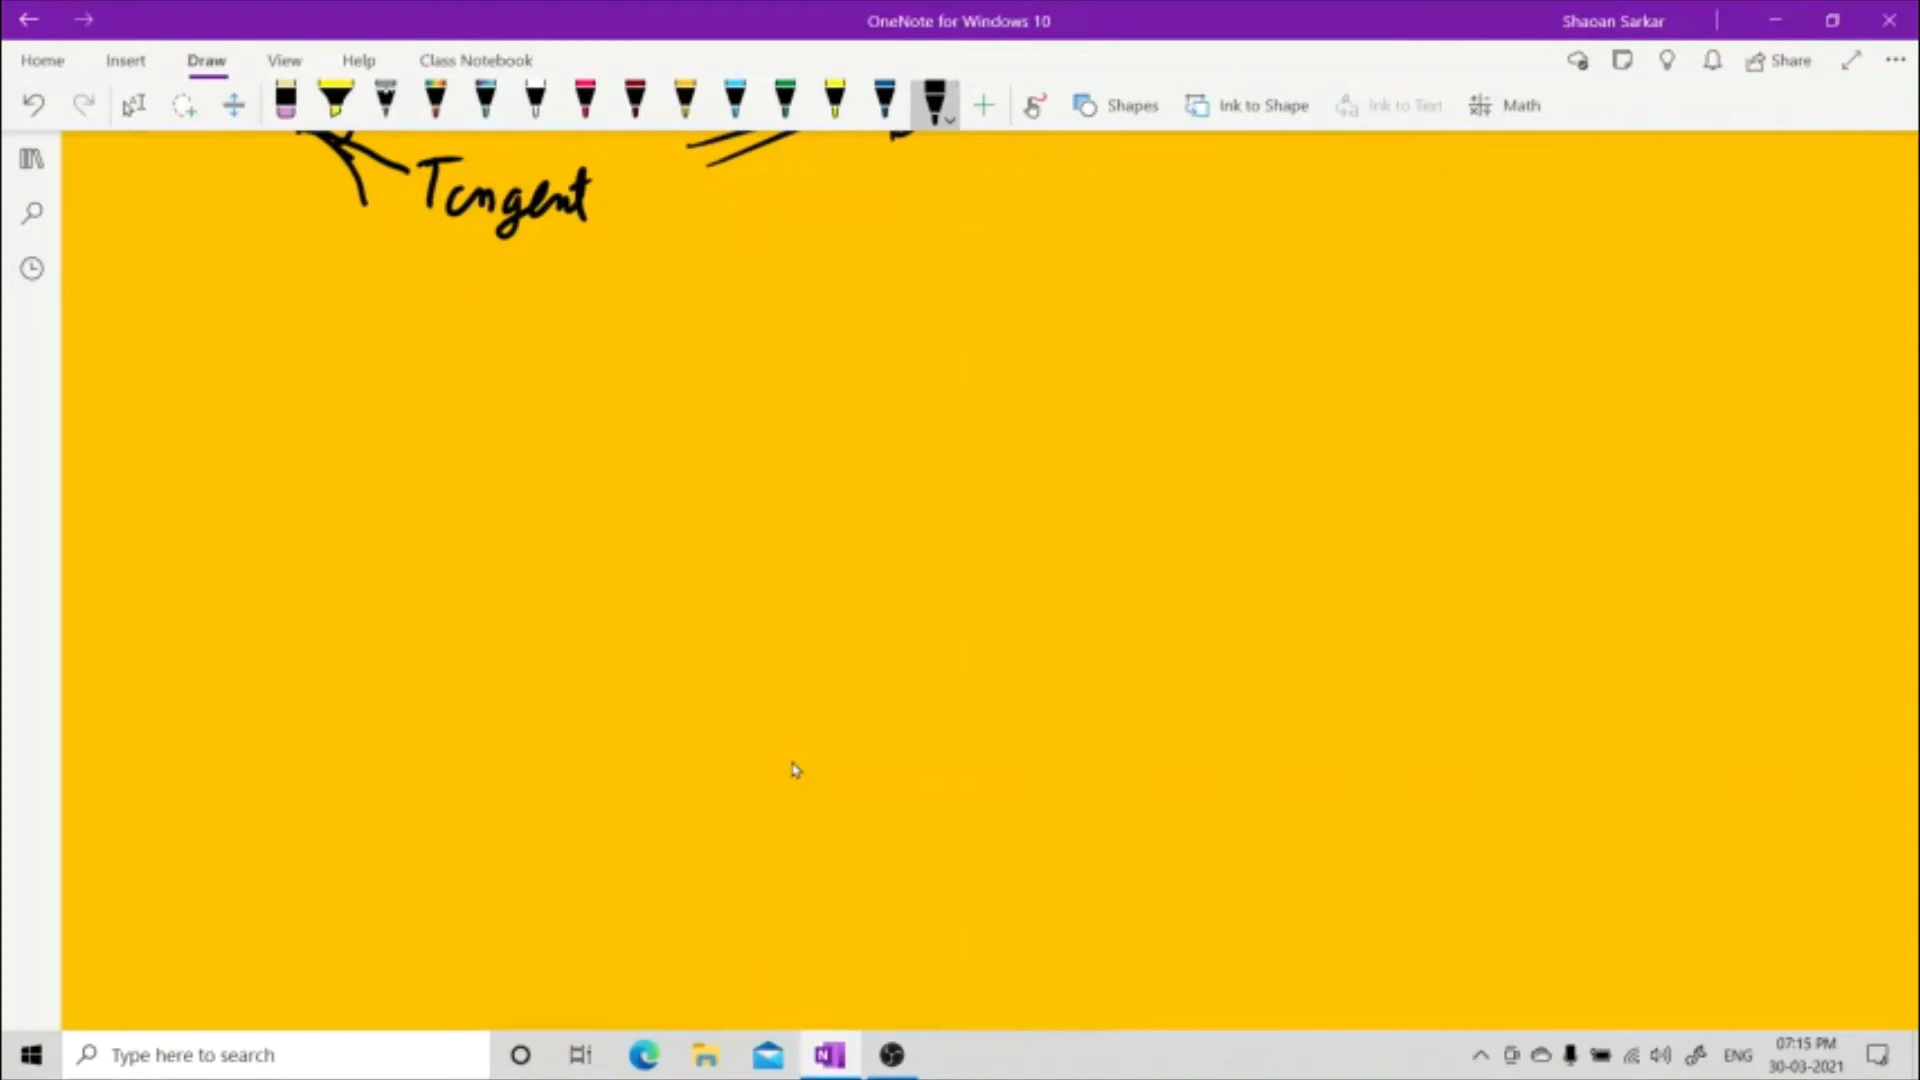 OneNote for Windows 10
Shaoan Sarkar
Home Insert Draw View Help Class Notebook
Share
Shapes Ink to Shape Ink to Text Math
Tangent
Type here to search
ENG
07:15 PM
30-03-2021